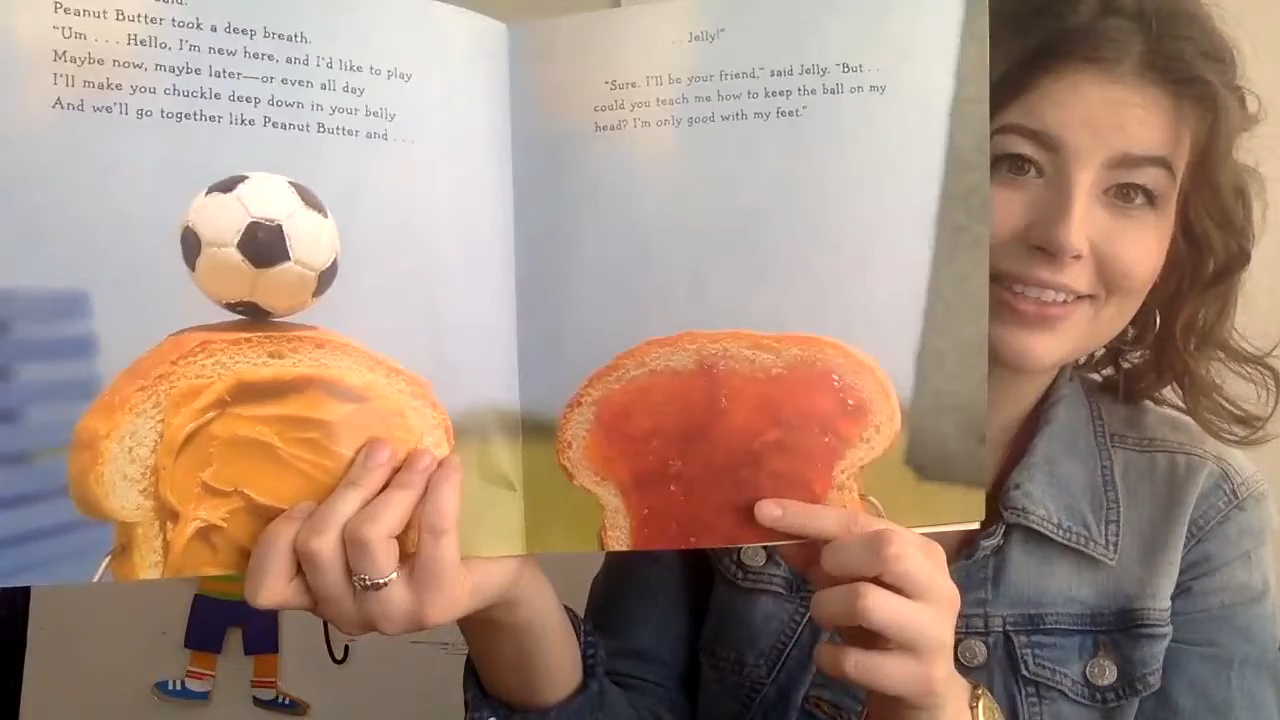 said.
Peanut Butter took a deep breath.
"Um . . . Hello, I'm new here, and I'd like to play
Maybe now, maybe later—or even all day
I'll make you chuckle deep down in your belly
And we'll go together like Peanut Butter and . . .
. . Jelly!"
"Sure. I'll be your friend," said Jelly. "But . .
could you teach me how to keep the ball on my
head? I'm only good with my feet."